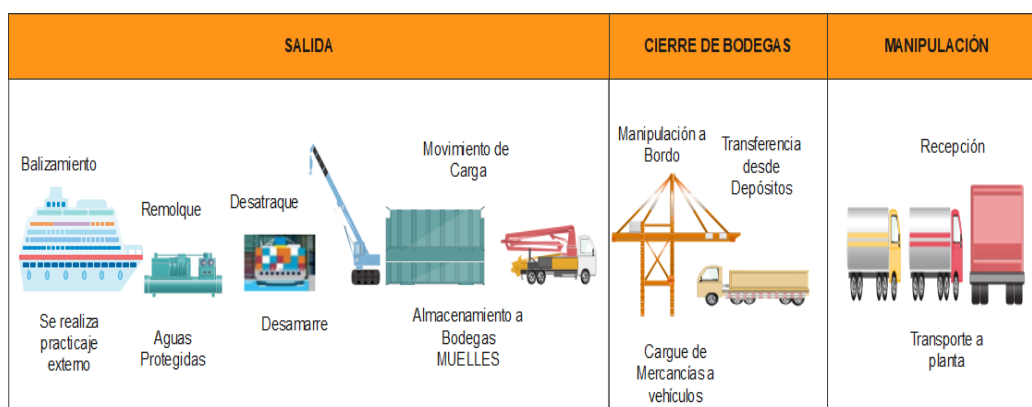 SALIDA
CIERRE DE BODEGAS
MANIPULACIÓN
Balizamiento
Remolque
Desatraque
Movimiento de
Carga
Se realiza
practicaje
externo
Aguas
Protegidas
Desamarre
Almacenamiento a
Bodegas
MUELLES
Manipulación a
Bordo
Transferencia
desde
Depósitos
Cargue de
Mercancías a
vehículos
Recepción
Transporte a
planta